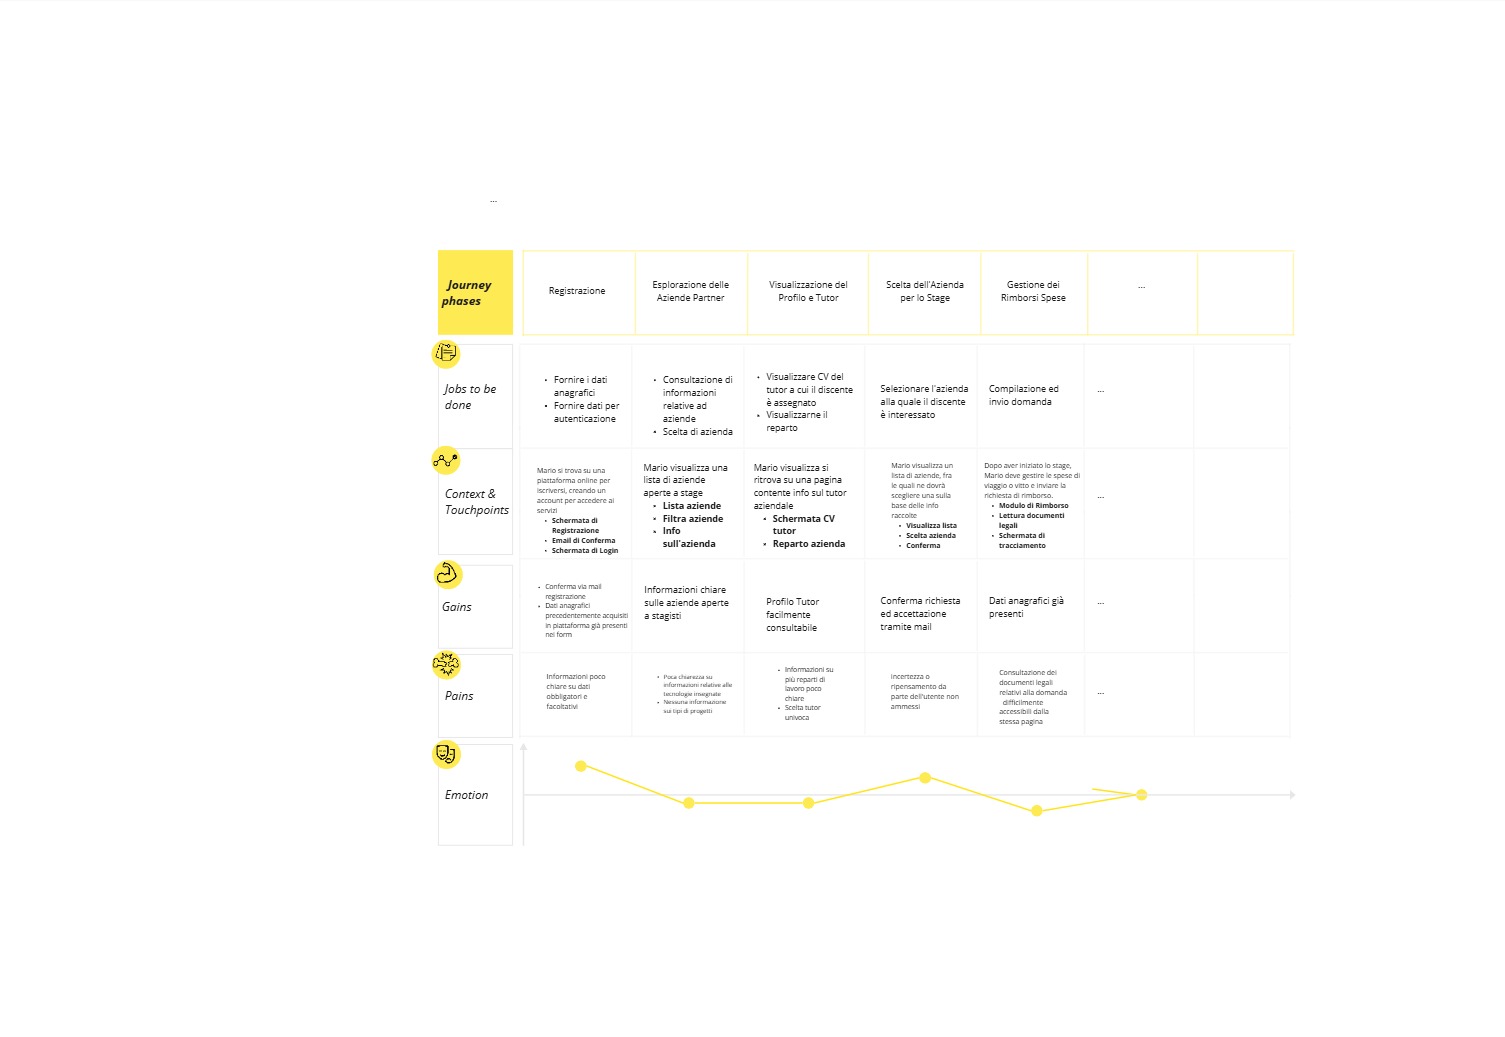 ...
Journey
phases
Registrazione
Esplorazione delle
Aziende Partner
Visualizzazione del
Profilo e Tutor
Scelta dell'Azienda
per lo Stage
Gestione dei
Rimborsi Spese
...
Jobs to be
done
• Fornire i dati
anagrafici
• Fornire dati per
autenticazione
• Consultazione di
informazioni
relative ad
aziende
• Scelta di azienda
• Visualizzare CV del
tutor a cui il discente
è assegnato
• Visualizzarne il
reparto
Selezionare l'azienda
alla quale il discente
è interessato
Compilazione ed
invio domanda
...
Context &
Touchpoints
Mario si trova su una
piattaforma online per
iscriversi, creando un
account per accedere ai
servizi
• Schermata di
Registrazione
• Email di Conferma
• Schermata di Login
Mario visualizza una
lista di aziende
aperte a stage
• Lista aziende
• Filtra aziende
• Info
sull'azienda
Mario visualizza si
ritrova su una pagina
contente info sul tutor
aziendale
• Schermata CV
tutor
• Reparto azienda
Mario visualizza un
lista di aziende, fra
le quali ne dovrà
scegliere una sulla
base delle info
raccolte
• Visualizza lista
• Scelta azienda
• Conferma
Dopo aver iniziato lo stage,
Mario deve gestire le spese di
viaggio o vitto e inviare la
richiesta di rimborso.
• Modulo di Rimborso
• Lettura documenti
legali
• Schermata di
tracciamento
...
Gains
• Conferma via mail
registrazione
• Dati anagrafici
precedentemente acquisiti
in piattaforma già presenti
nel form
Informazioni chiare
sulle aziende aperte
a stagisti
Profilo Tutor
facilmente
consultabile
Conferma richiesta
ed accettazione
tramite mail
Dati anagrafici già
presenti
...
Pains
Informazioni poco
chiare su dati
obbligatori e
facoltativi
• Poca chiarezza su
informazioni relative alle
tecnologie insegnate
• Nessuna informazione
sui tipi di progetti
• Informazioni su
più reparti di
lavoro poco
chiare
• Scelta tutor
univoca
Incertezza o
ripensamento da
parte dell'utente non
ammessi
Consultazione dei
documenti legali
relativi alla domanda
difficilmente
accessibili dalla
stessa pagina
...
Emotion